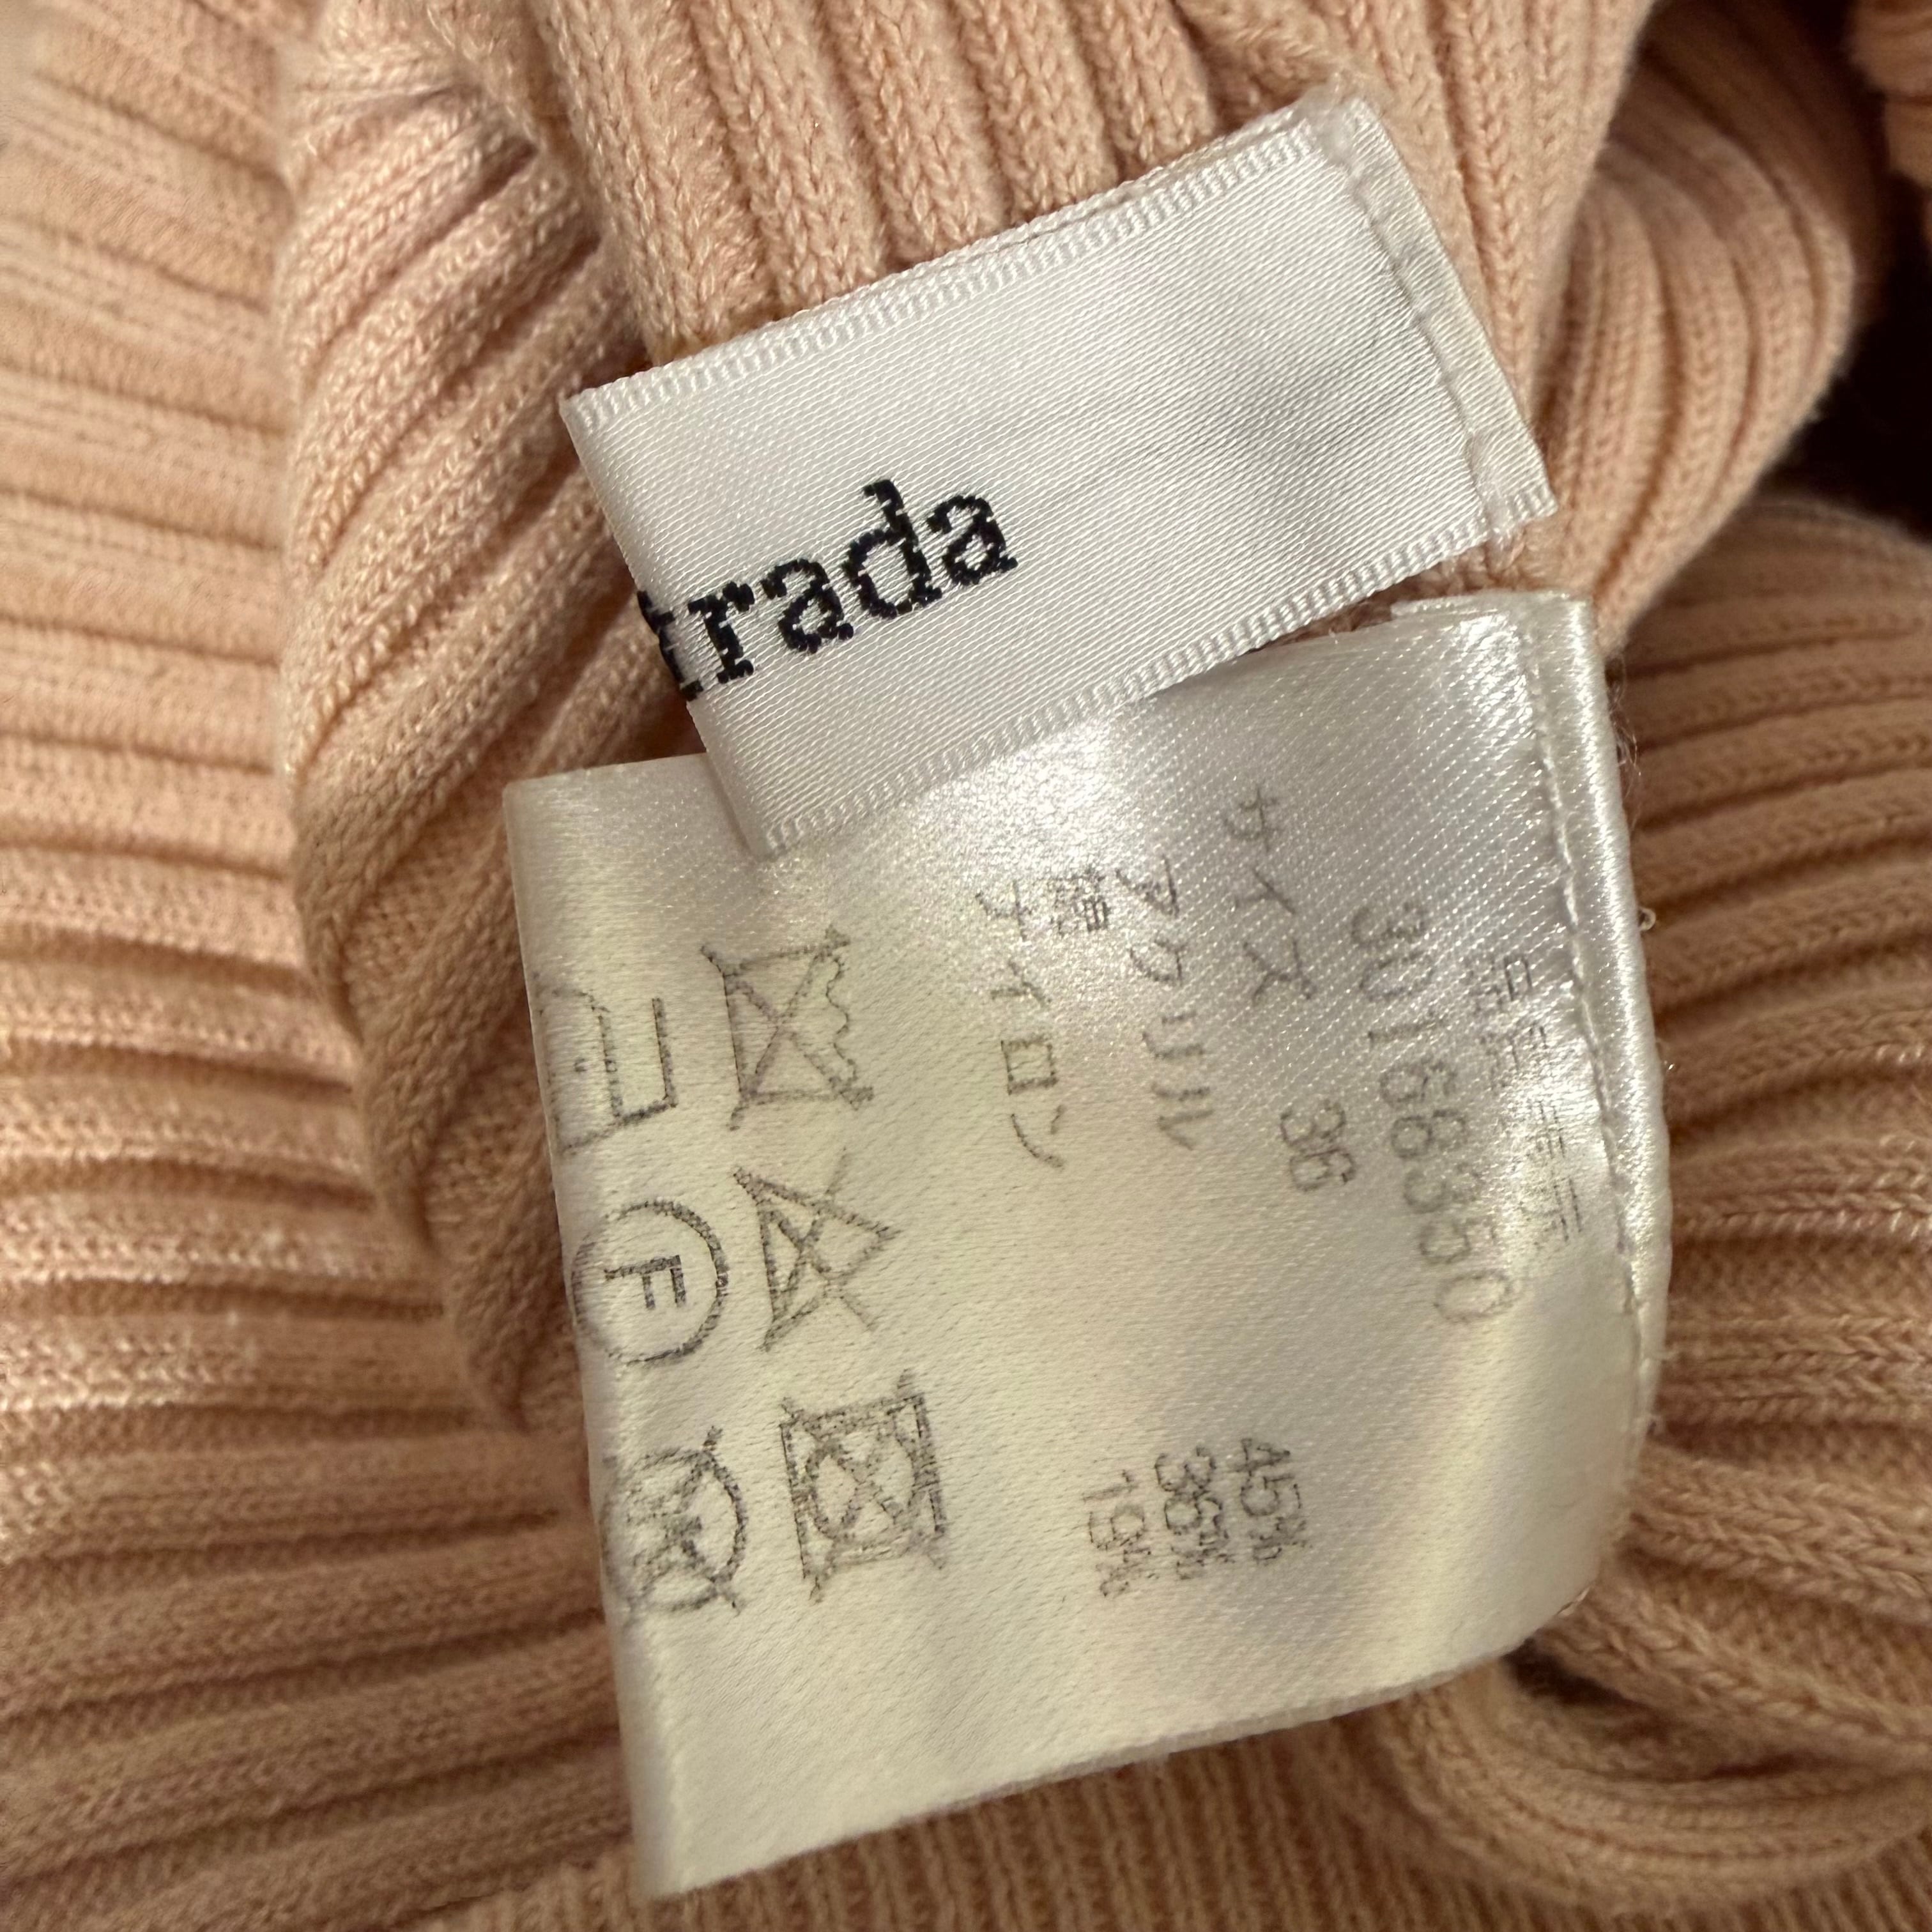 trada
品質表示
30168350
サイズ 36
アクリル 45%
綿 36%
ナイロン 19%
F